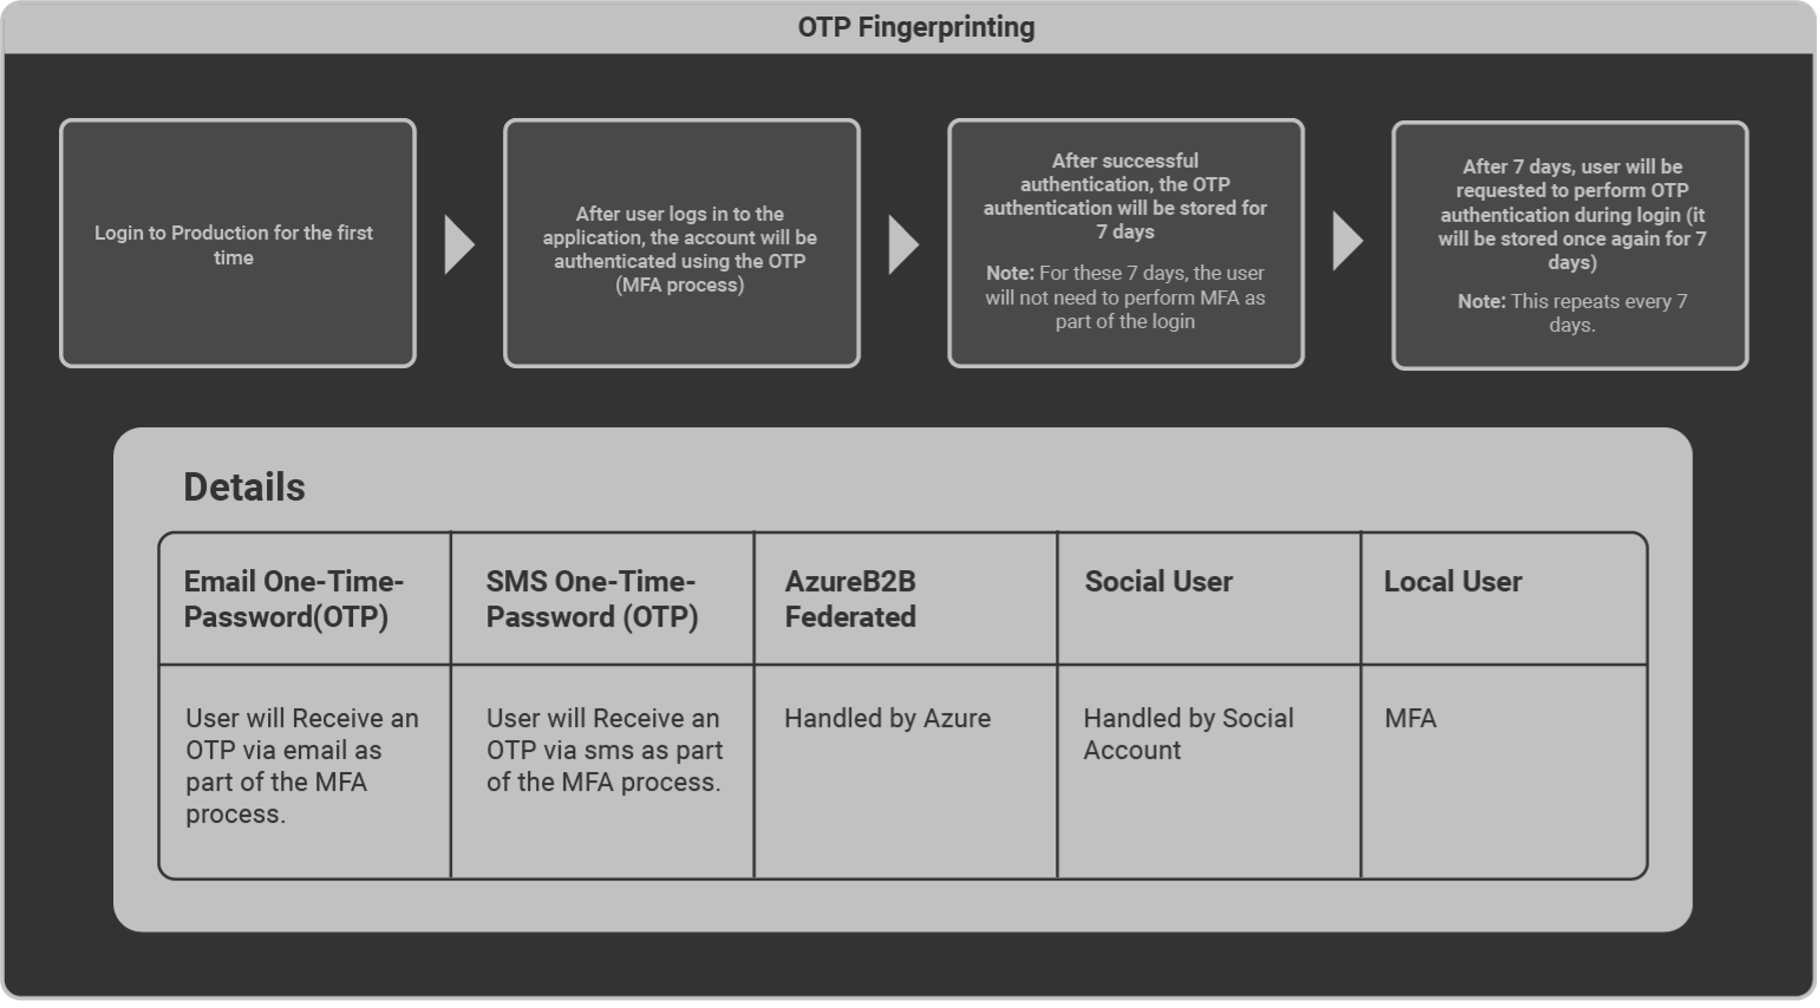 OTP Fingerprinting
Login to Production for the first
time
After user logs in to the
application, the account will be
authenticated using the OTP
(MFA process)
After successful
authentication, the OTP
authentication will be stored for
7 days
Note: For these 7 days, the user
will not need to perform MFA as
part of the login
After 7 days, user will be
requested to perform OTP
authentication during login (it
will be stored once again for 7
days)
Note: This repeats every 7
days.
Details
Email One-Time-
Password(OTP)
SMS One-Time-
Password (OTP)
AzureB2B
Federated
Social User
Local User
User will Receive an
OTP via email as
part of the MFA
process.
User will Receive an
OTP via sms as part
of the MFA process.
Handled by Azure
Handled by Social
Account
MFA